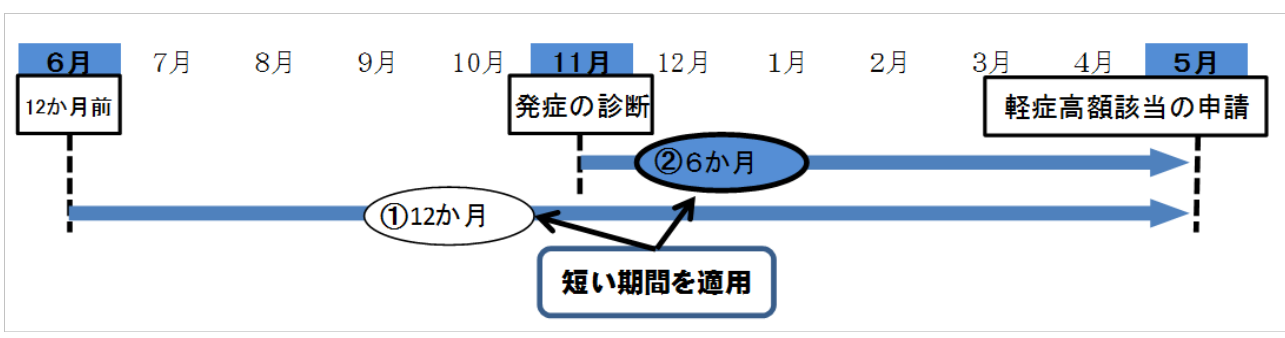 6月 7月 8月 9月 10月 11月 12月 1月 2月 3月 4月 5月
12か月前 発症の診断 軽症高額該当の申請
②6か月
①12か月
短い期間を適用